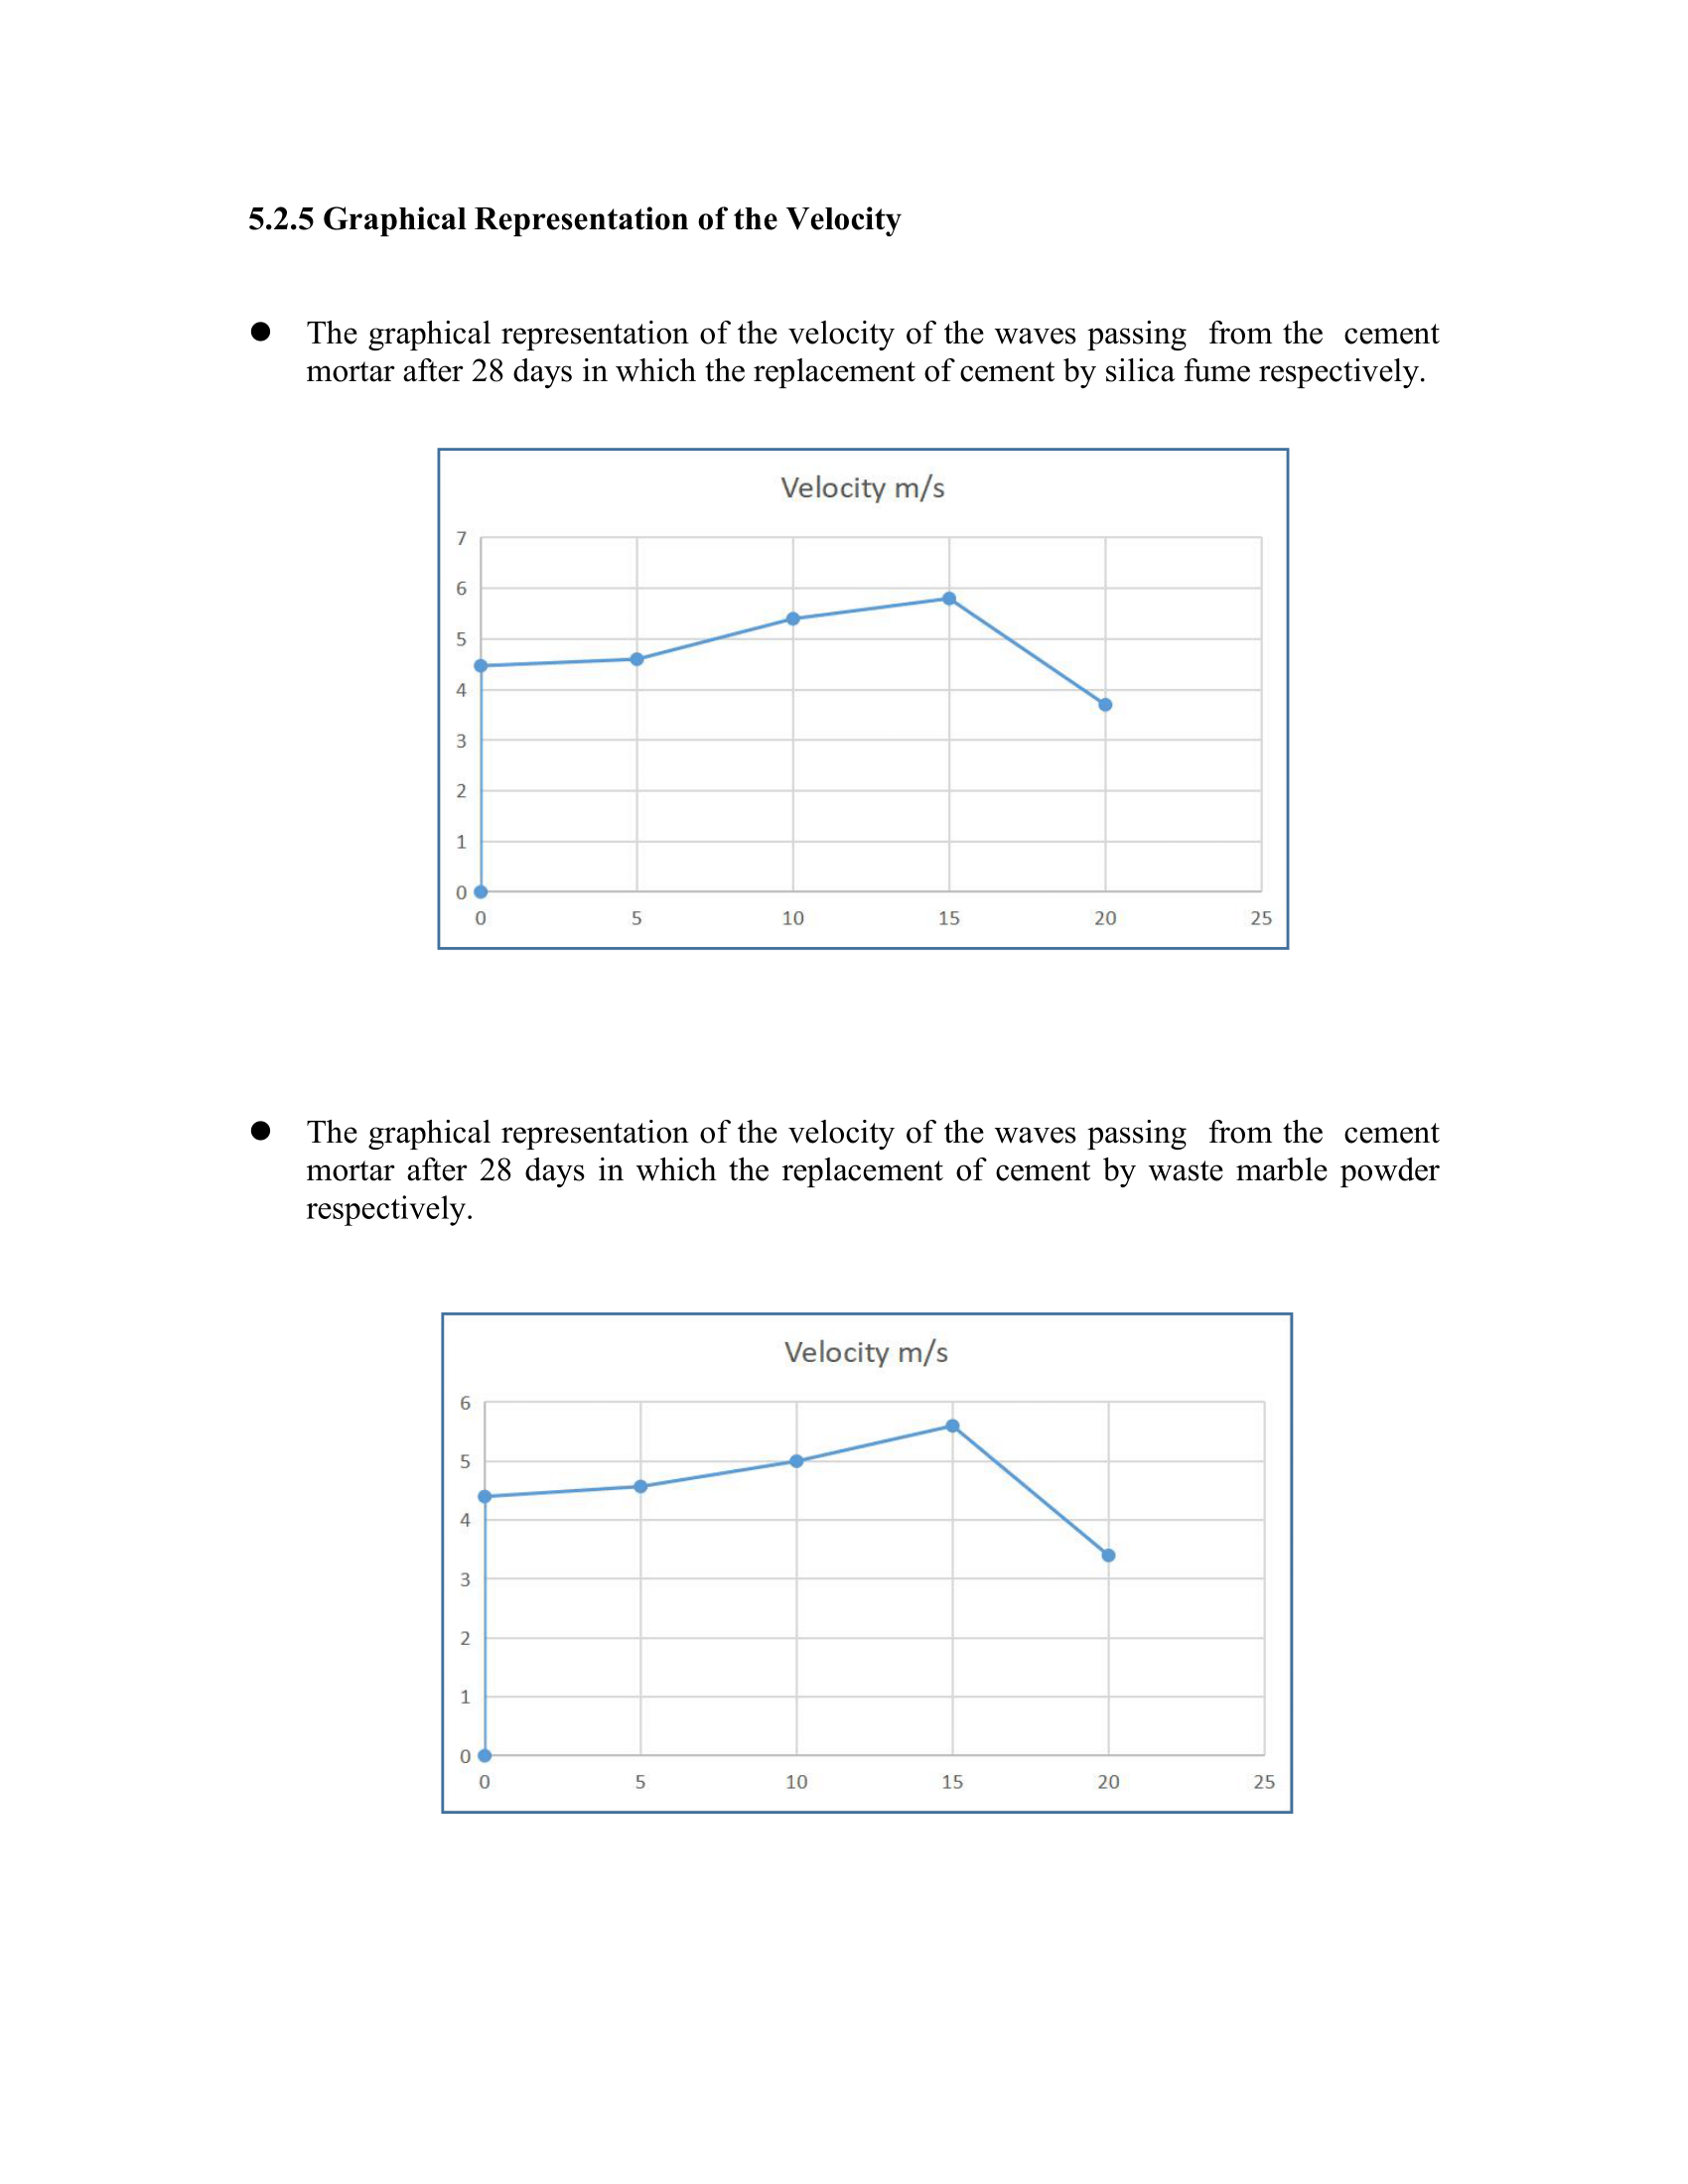 5.2.5 Graphical Representation of the Velocity
● The graphical representation of the velocity of the waves passing from the cement
mortar after 28 days in which the replacement of cement by silica fume respectively.
Velocity m/s
7
6
5
4
3
2
1
0
0 5 10 15 20 25
● The graphical representation of the velocity of the waves passing from the cement
mortar after 28 days in which the replacement of cement by waste marble powder
respectively.
Velocity m/s
6
5
4
3
2
1
0
0 5 10 15 20 25